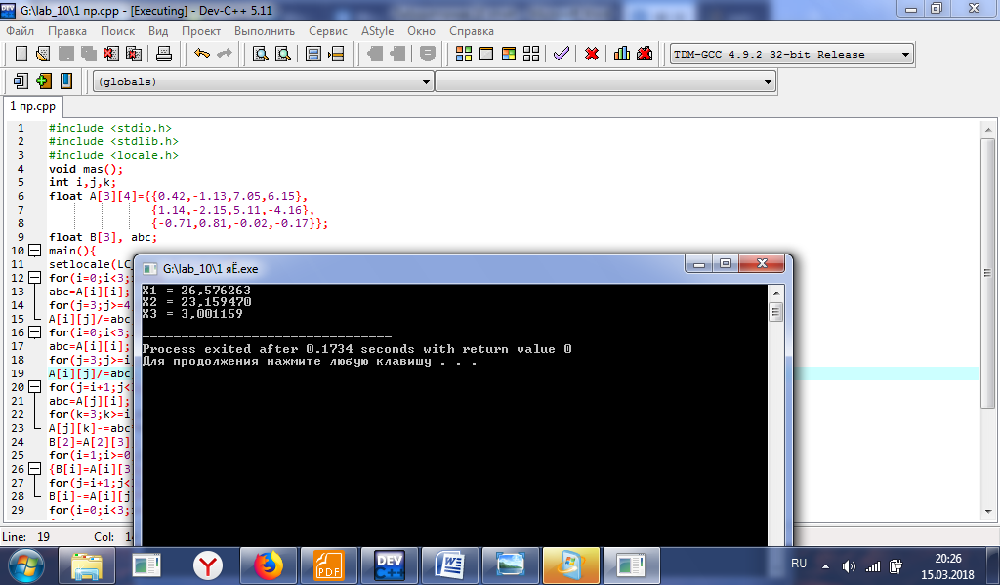 G:\lab_10\1 пр.cpp - [Executing] - Dev-C++ 5.11
Файл Правка Поиск Вид Проект Выполнить Сервис AStyle Окно Справка
TDM-GCC 4.9.2 32-bit Release
(globals)
1 пр.cpp
1 #include <stdio.h>
2 #include <stdlib.h>
3 #include <locale.h>
4 void mas();
5 int i,j,k;
6 float A[3][4]={{0.42,-1.13,7.05,6.15},
7 {1.14,-2.15,5.11,-4.16},
8 {-0.71,0.81,-0.02,-0.17}};
9 float B[3], abc;
10 main(){
11 setlocale(LC_
12 for(i=0;i<3;
13 abc=A[i][i];
14 for(j=3;j>=4
15 A[i][j]/=abc
16 for(i=0;i<3;
17 abc=A[i][i];
18 for(j=3;j>=i
19 A[i][j]/=abc
20 for(j=i+1;j<
21 abc=A[j][i];
22 for(k=3;k>=i
23 A[j][k]-=abc
24 B[2]=A[2][3]
25 for(i=1;i>=0
26 {B[i]=A[i][3
27 for(j=i+1;j<
28 B[i]-=A[i][j
29 for(i=0;i<3;
G:\lab_10\1 яЁ.exe
X1 = 26,576263
X2 = 23,159470
X3 = 3,001159
--------------------------------
Process exited after 0.1734 seconds with return value 0
Для продолжения нажмите любую клавишу . . .
Line: 19 Col: 14
PDF
DEV C++
RU
20:26
15.03.2018